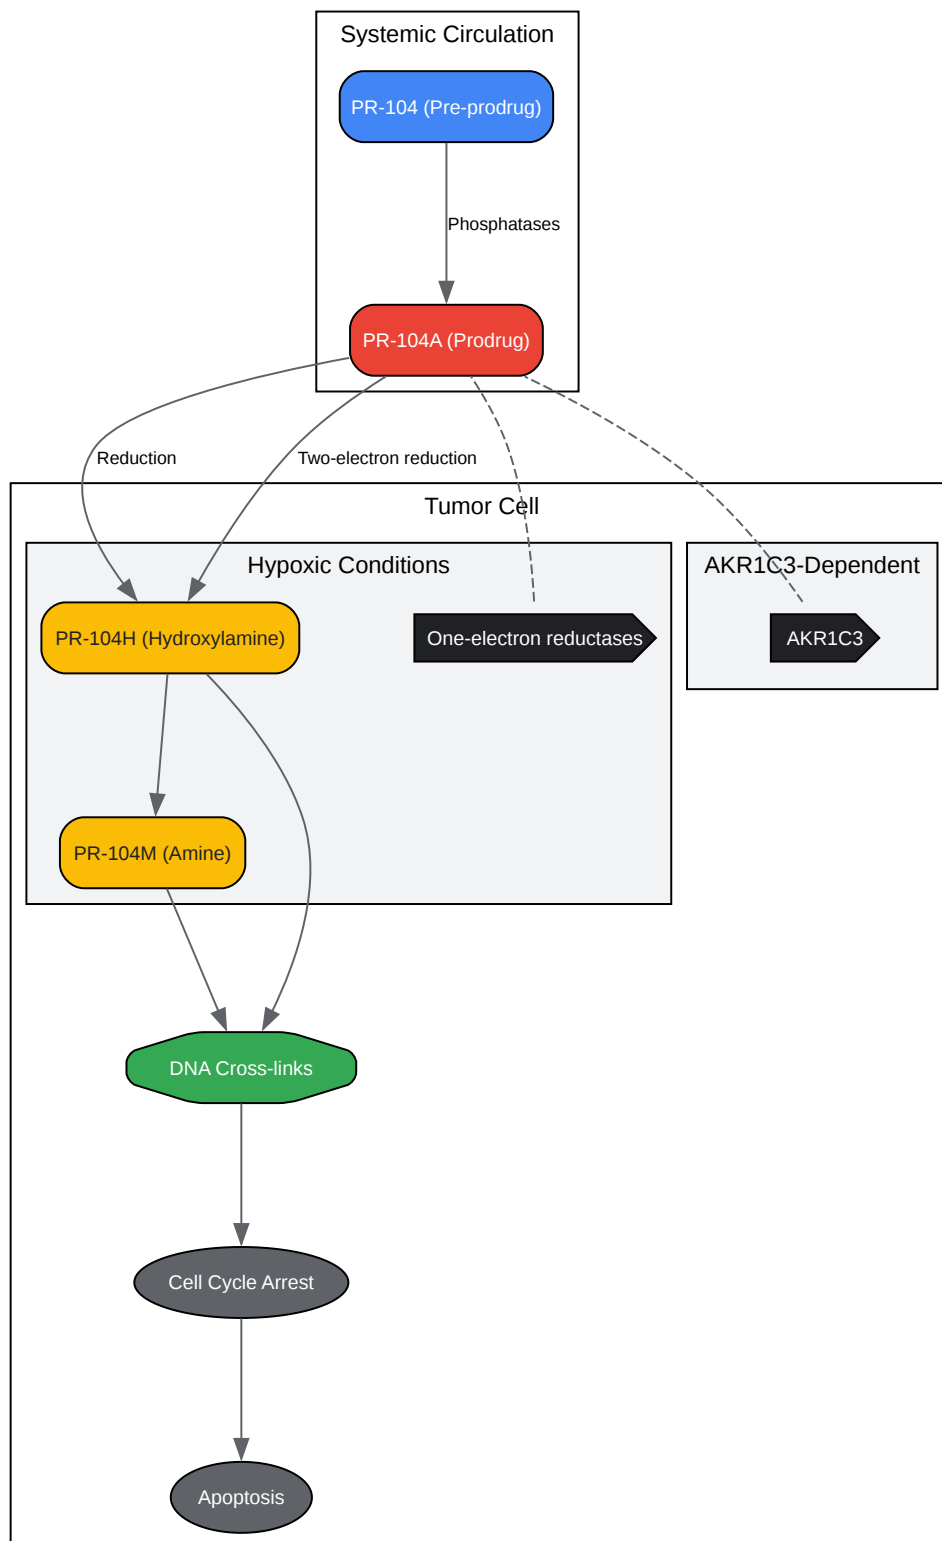 Systemic Circulation
PR-104 (Pre-prodrug)
Phosphatases
PR-104A (Prodrug)
Reduction
Two-electron reduction
Tumor Cell
Hypoxic Conditions
AKR1C3-Dependent
PR-104H (Hydroxylamine)
One-electron reductases
AKR1C3
PR-104M (Amine)
DNA Cross-links
Cell Cycle Arrest
Apoptosis